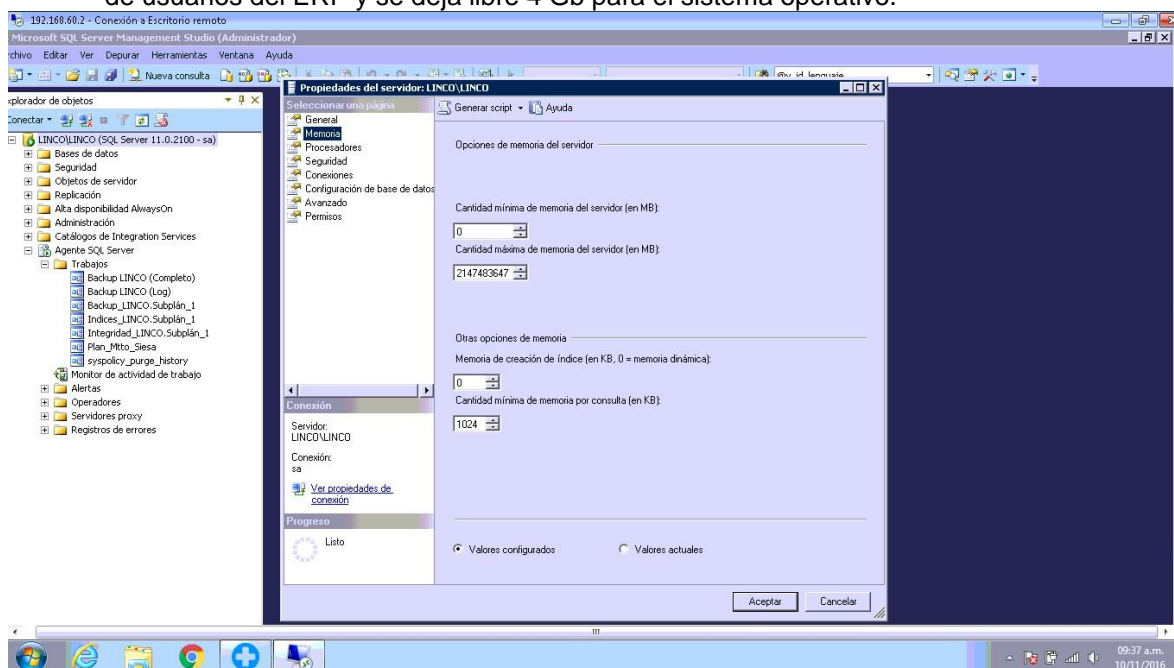 de usuarios del ERP y se deja libre 4 Gb para el sistema operativo.
192.168.60.2 - Conexión a Escritorio remoto
Microsoft SQL Server Management Studio (Administrador)
rchivo Editar Ver Depurar Herramientas Ventana Ayuda
Nueva consulta
@v_id_lenguaje
xplorador de objetos
Conectar
LINCO\LINCO (SQL Server 11.0.2100 - sa)
Bases de datos
Seguridad
Objetos de servidor
Replicación
Alta disponibilidad AlwaysOn
Administración
Catálogos de Integration Services
Agente SQL Server
Trabajos
Backup LINCO (Completo)
Backup LINCO (Log)
Backup_LINCO.Subplán_1
Indices_LINCO.Subplán_1
Integridad_LINCO.Subplán_1
Plan_Mtto_Siesa
syspolicy_purge_history
Monitor de actividad de trabajo
Alertas
Operadores
Servidores proxy
Registros de errores
Propiedades del servidor: LINCO\LINCO
Seleccionar una página
General
Memoria
Procesadores
Seguridad
Conexiones
Configuración de base de datos
Avanzado
Permisos
Conexión
Servidor:
LINCO\LINCO
Conexión:
sa
Ver propiedades de
conexión
Progreso
Listo
Generar script Ayuda
Opciones de memoria del servidor
Cantidad mínima de memoria del servidor (en MB):
0
Cantidad máxima de memoria del servidor (en MB):
2147483647
Otras opciones de memoria
Memoria de creación de índice (en KB, 0 = memoria dinámica):
0
Cantidad mínima de memoria por consulta (en KB):
1024
Valores configurados Valores actuales
Aceptar Cancelar
09:37 a.m.
10/11/2016